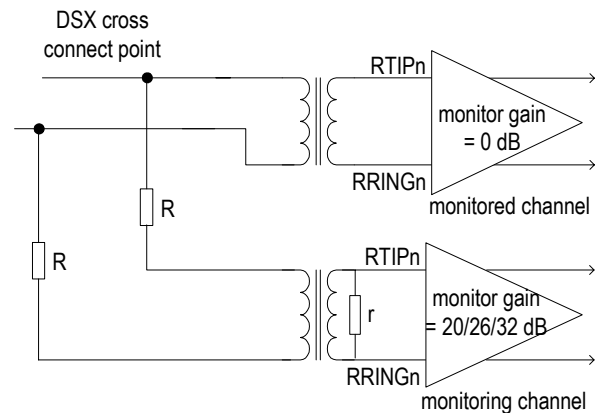 DSX cross
connect point
RTIPn
monitor gain
= 0 dB
RRINGn
monitored channel
R
R
RTIPn
monitor gain
= 20/26/32 dB
r
RRINGn
monitoring channel